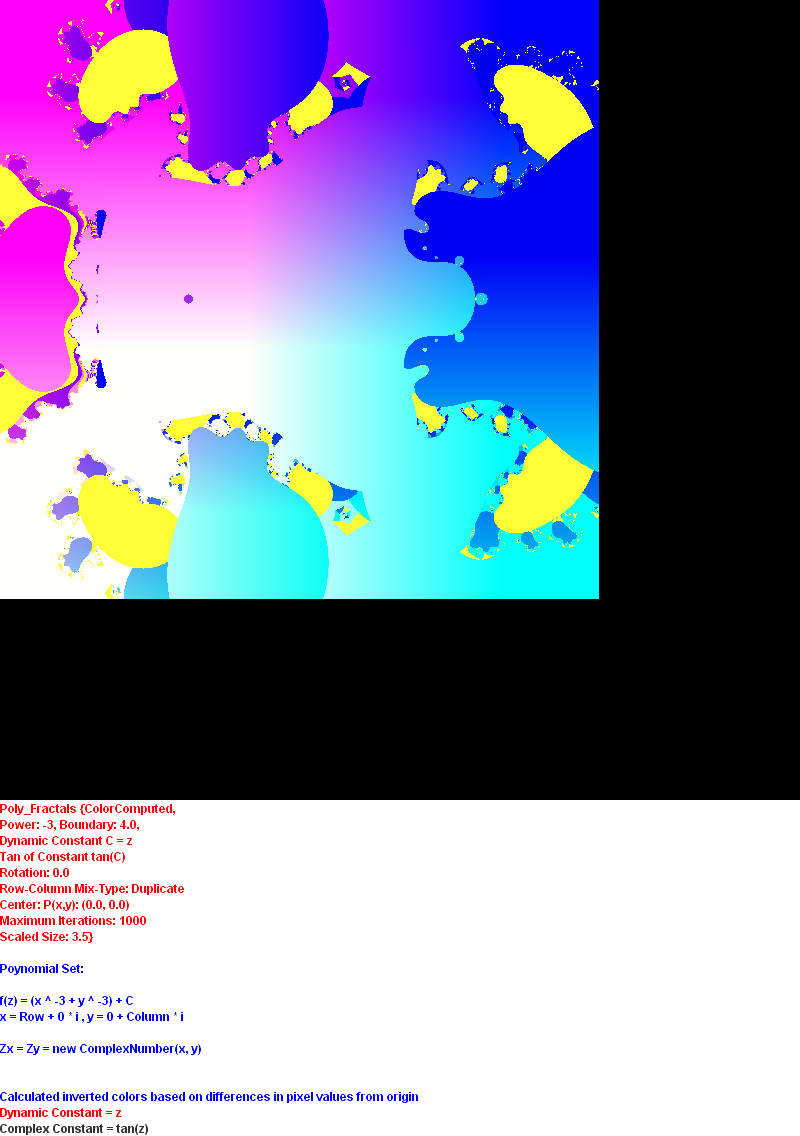 Poly_Fractals {ColorComputed,
Power: -3, Boundary: 4.0,
Dynamic Constant C = z
Tan of Constant tan(C)
Rotation: 0.0
Row-Column Mix-Type: Duplicate
Center: P(x,y): (0.0, 0.0)
Maximum Iterations: 1000
Scaled Size: 3.5}
Poynomial Set:
f(z) = (x ^ -3 + y ^ -3) + C
x = Row + 0 * i , y = 0 + Column * i
Zx = Zy = new ComplexNumber(x, y)
Calculated inverted colors based on differences in pixel values from origin
Dynamic Constant = z
Complex Constant = tan(z)